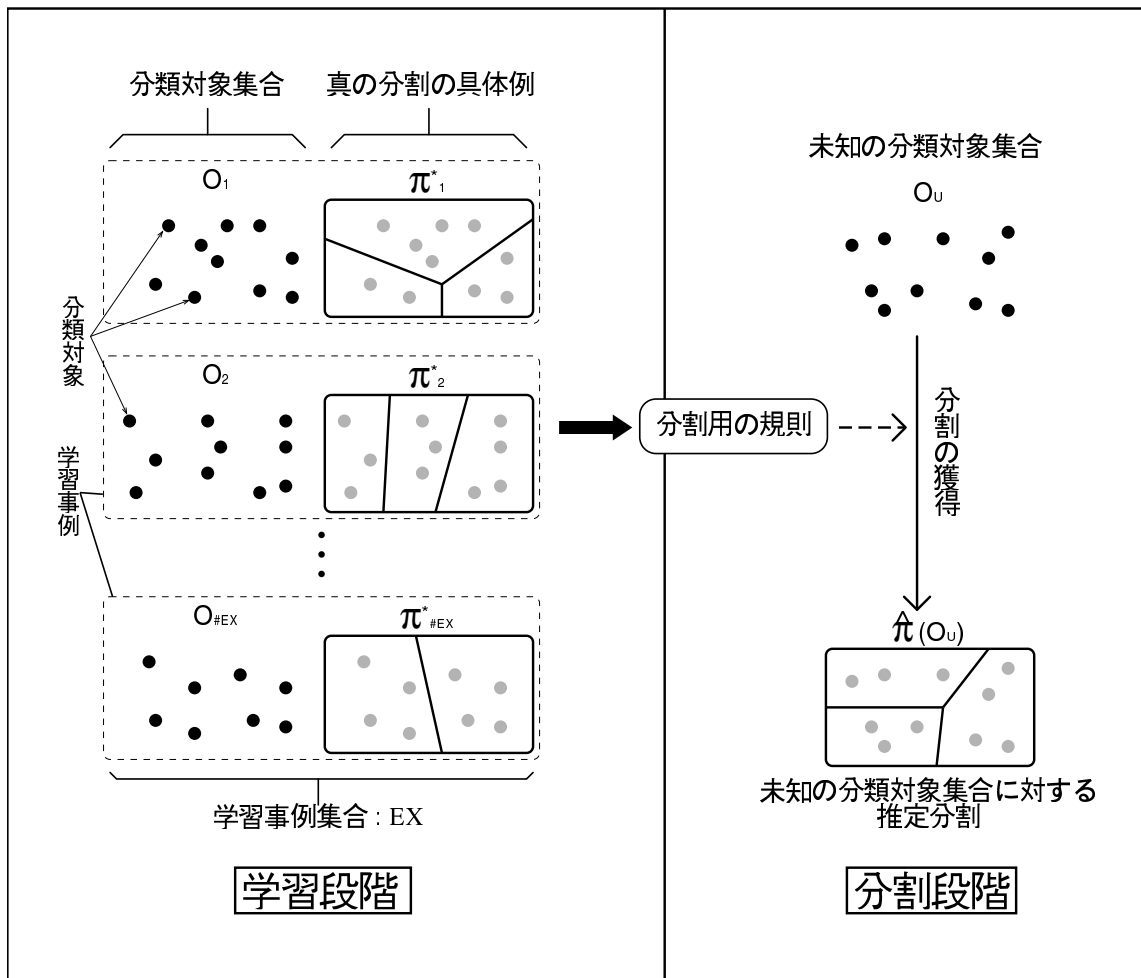 分類対象集合
真の分割の具体例
O1
π*1
分類対象
O2
π*2
学習事例
O#EX
π*#EX
学習事例集合 : EX
学習段階
分割用の規則
未知の分類対象集合
OU
分割の獲得
π̂(OU)
未知の分類対象集合に対する
推定分割
分割段階